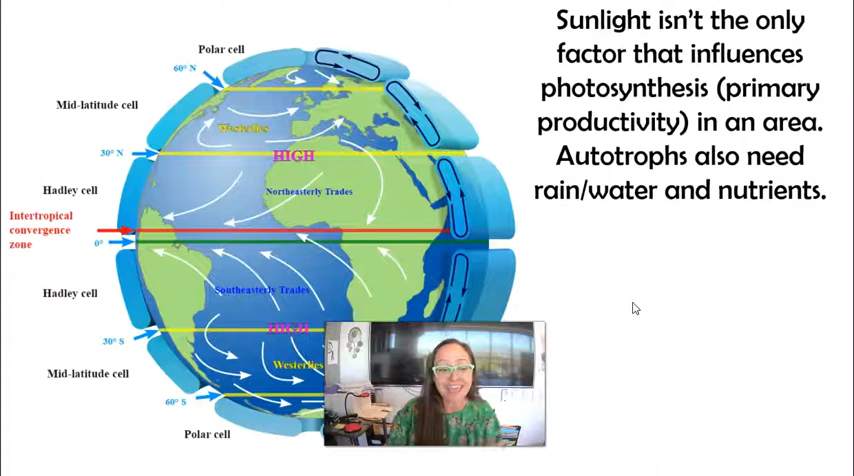 Sunlight isn't the only
factor that influences
photosynthesis (primary
productivity) in an area.
Autotrophs also need
rain/water and nutrients.
Polar cell
60° N
Mid-latitude cell
Westerlies
30° N
HIGH
Hadley cell
Northeasterly Trades
Intertropical
convergence
zone
0°
Hadley cell
Southeasterly Trades
30° S
HIGH
Mid-latitude cell
Westerlies
60° S
Polar cell